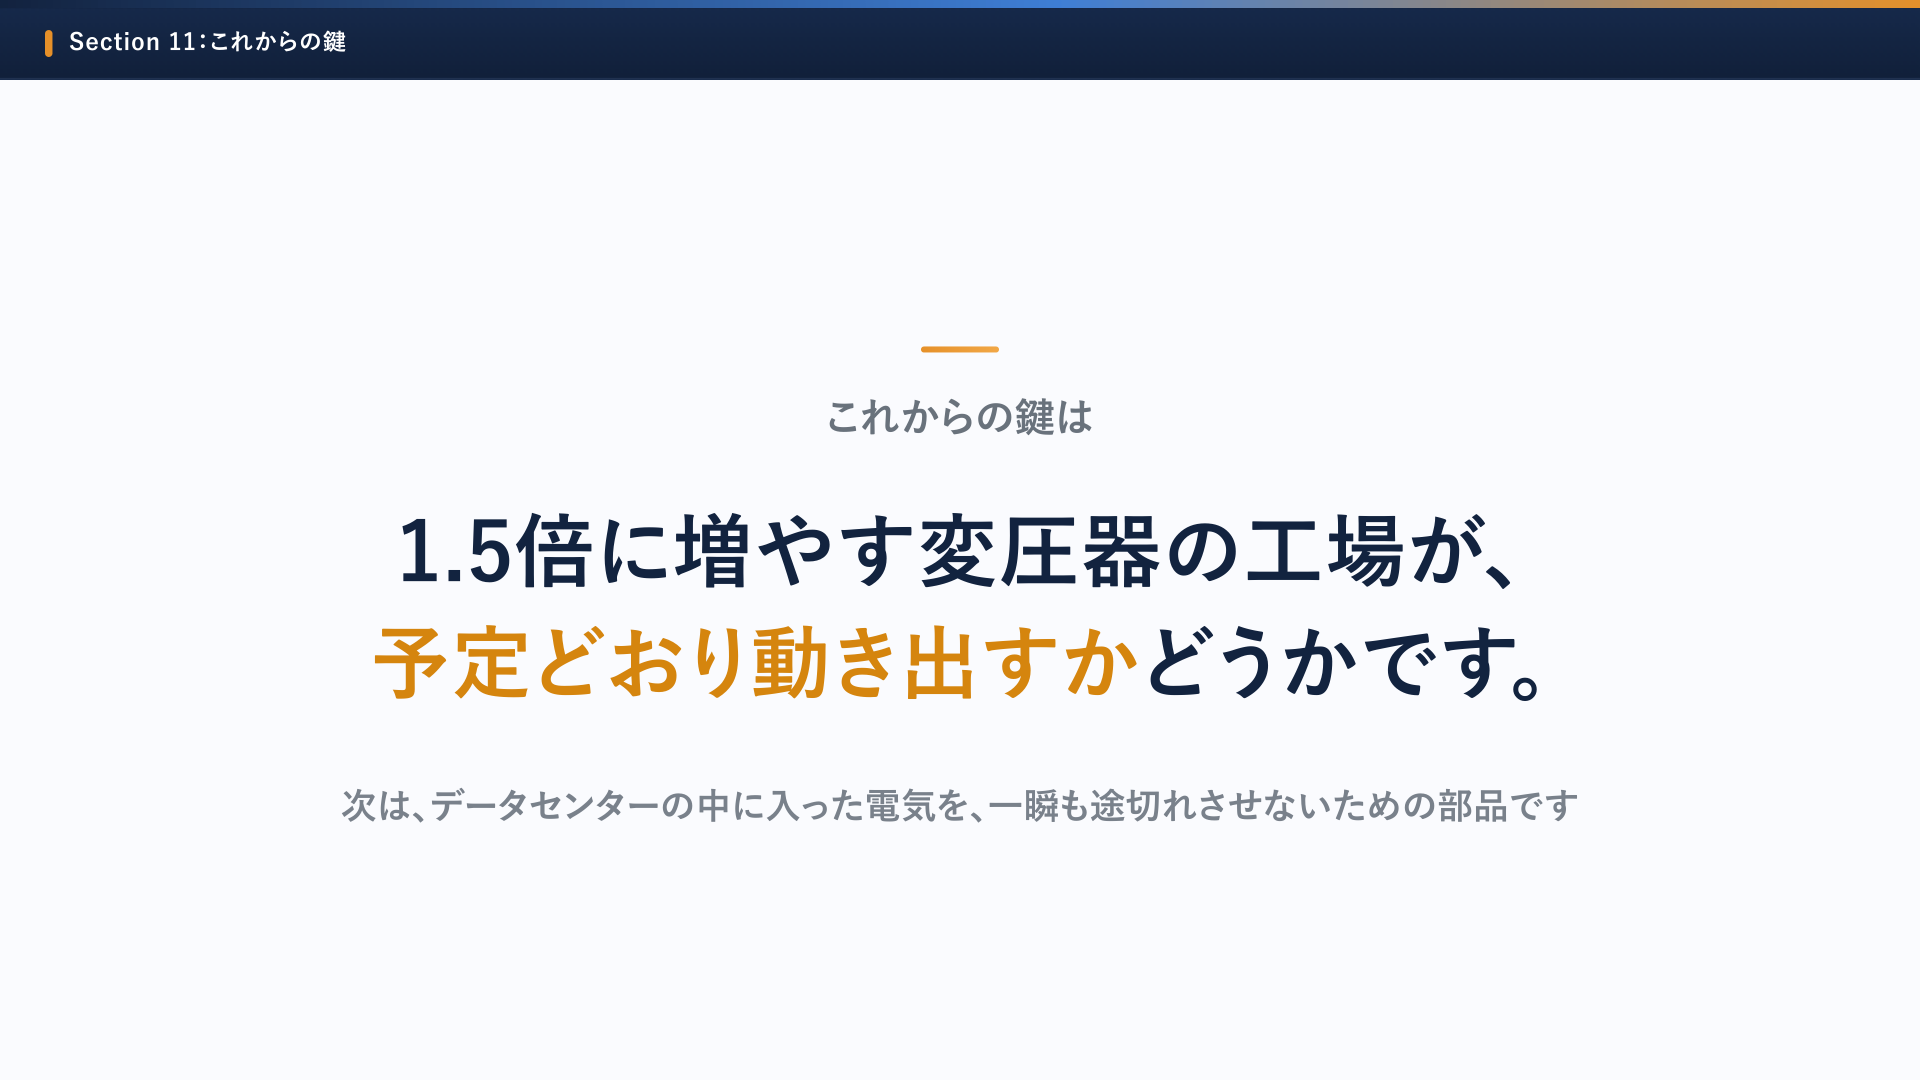 Section 11：これからの鍵
これからの鍵は
1.5倍に増やす変圧器の工場が、
予定どおり動き出すかどうかです。
次は、データセンターの中に入った電気を、一瞬も途切れさせないための部品です